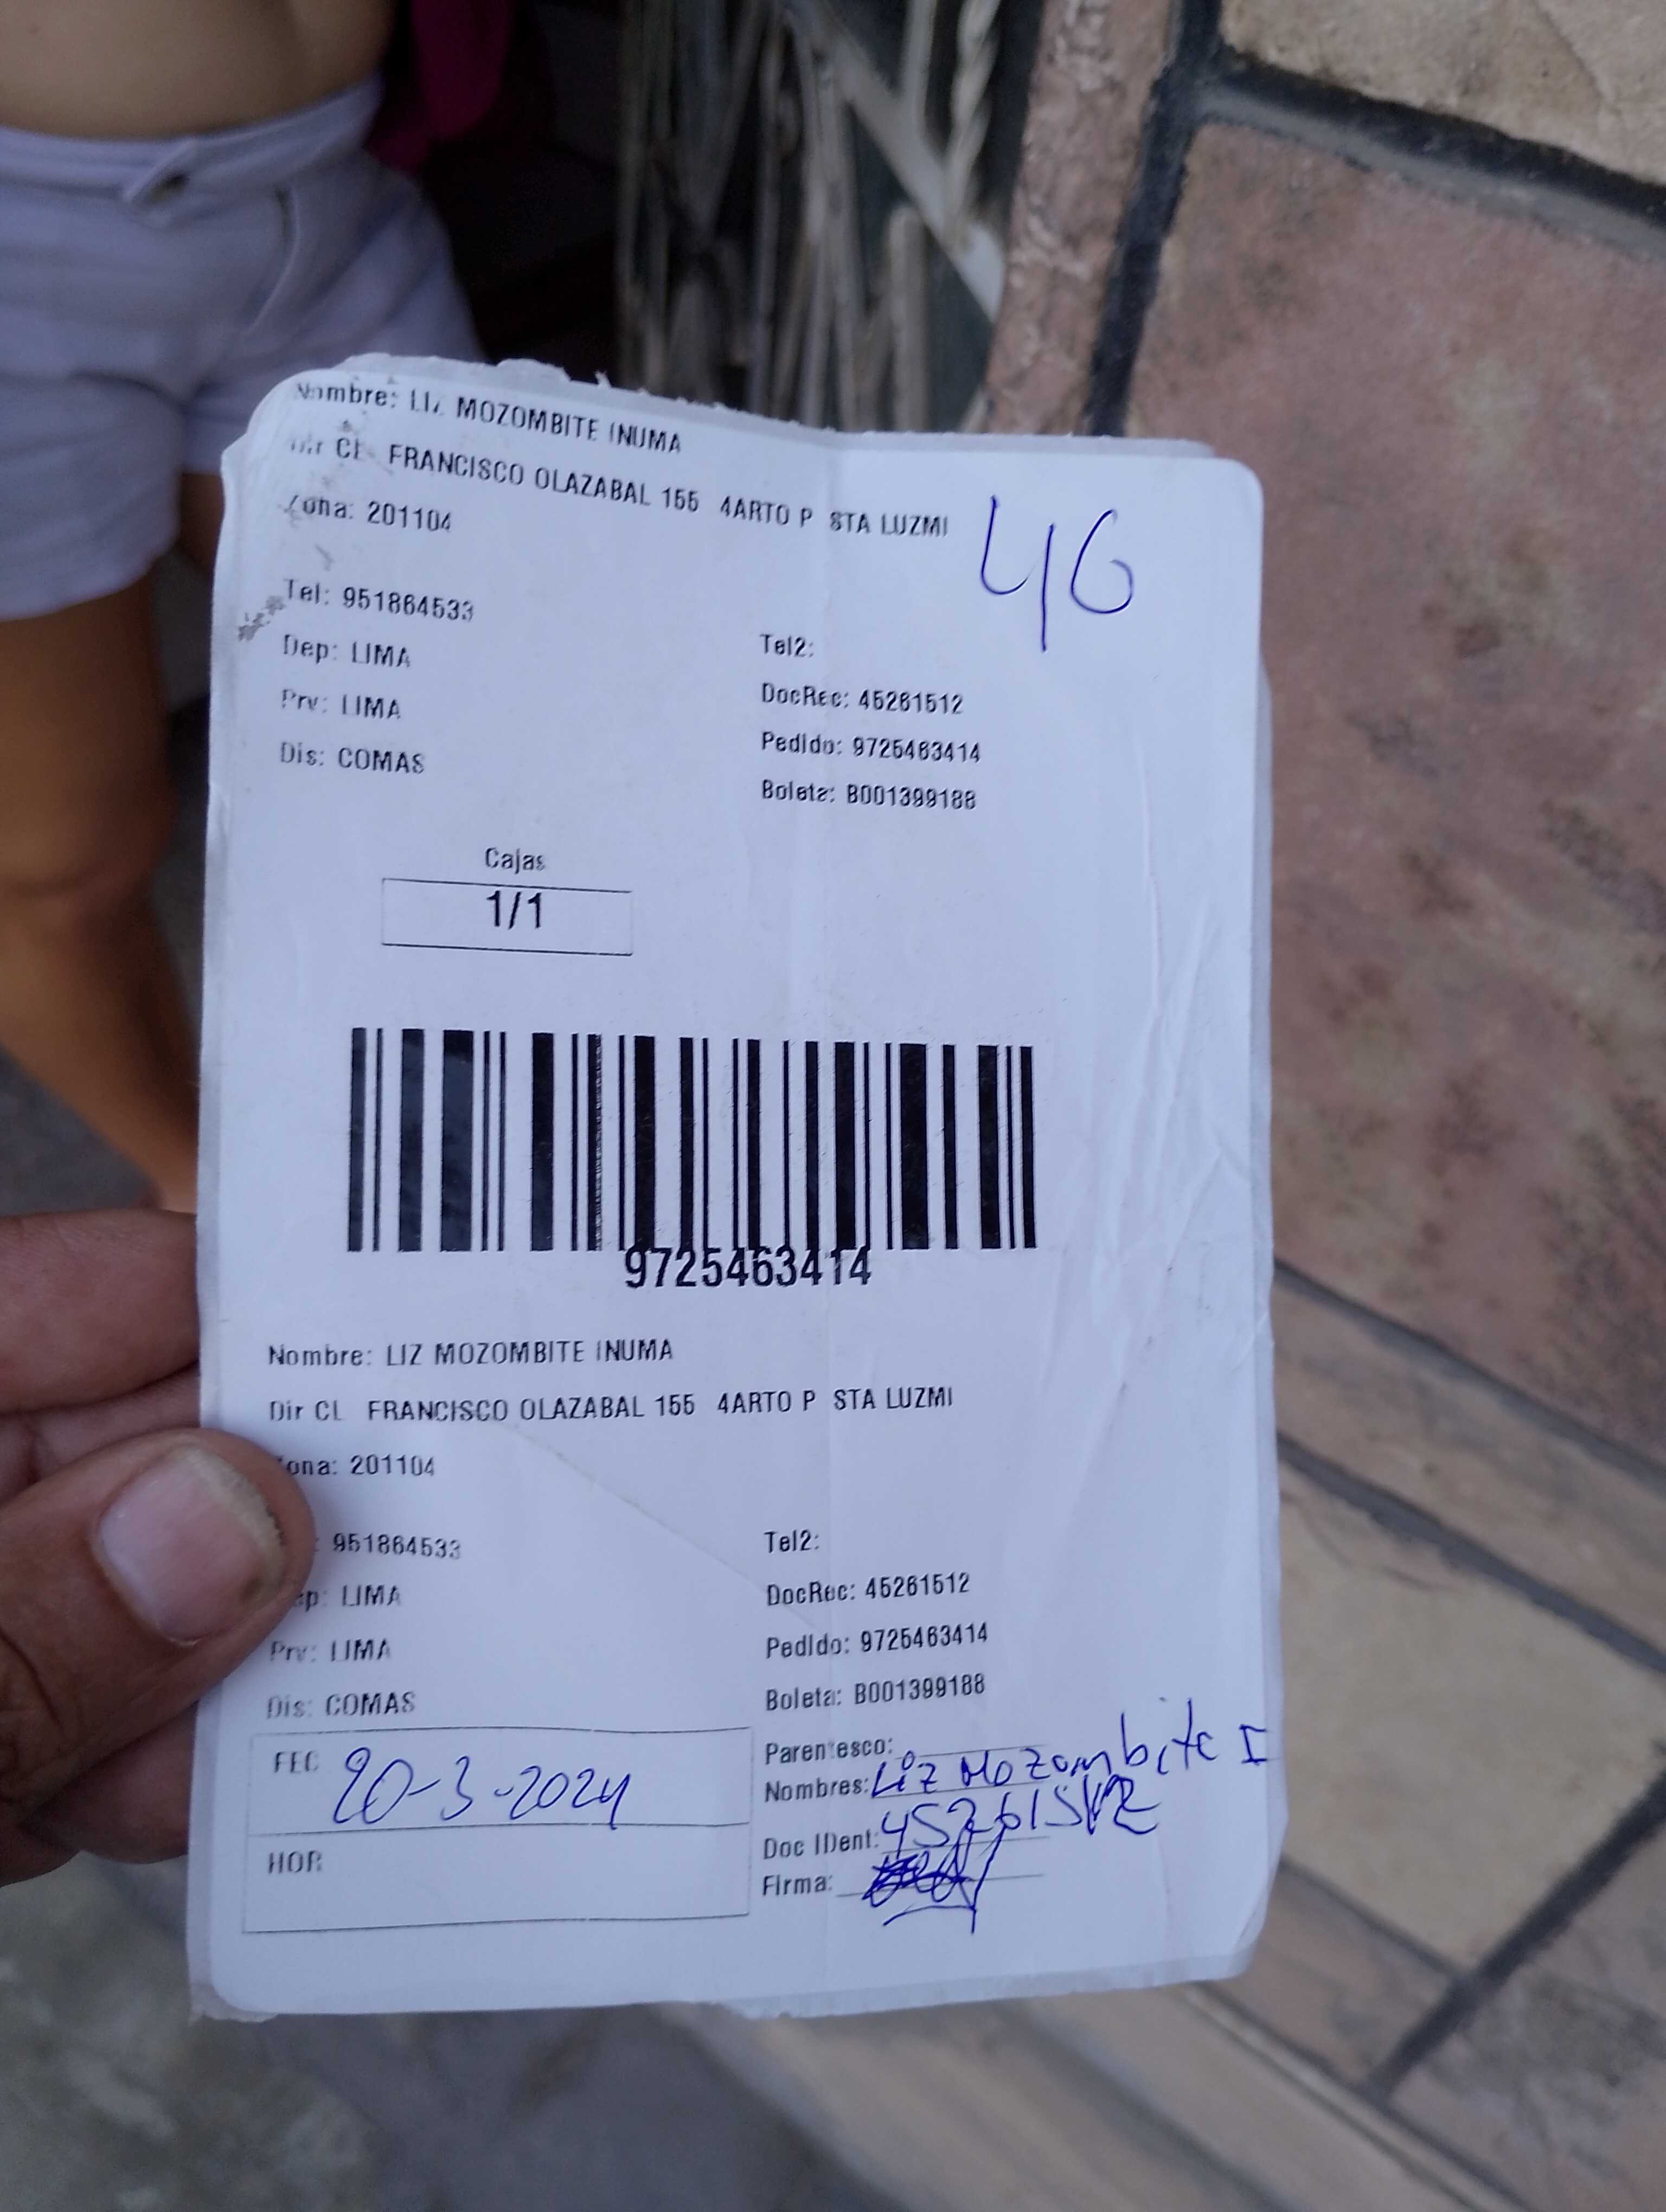 Nombre: LIZ MOZOMBITE INUMA
Dir CL FRANCISCO OLAZABAL 155 4ARTO P STA LUZMI
Zona: 201104
46
Tel: 951864533
Tel2:
Dep: LIMA
DocRec: 45261512
Prv: LIMA
Pedido: 9725463414
Dis: COMAS
Boleta: B001399188
Cajas
1/1
9725463414
Nombre: LIZ MOZOMBITE INUMA
Dir CL FRANCISCO OLAZABAL 155 4ARTO P STA LUZMI
ona: 201104
: 951864533
Tel2:
ep: LIMA
DocRec: 45261512
Prv: LIMA
Pedido: 9725463414
Dis: COMAS
Boleta: B001399188
FEC 20-3-2024
Parentesco:
Nombres: Liz Mozombite I
HOR
Doc IDent:
Firma: